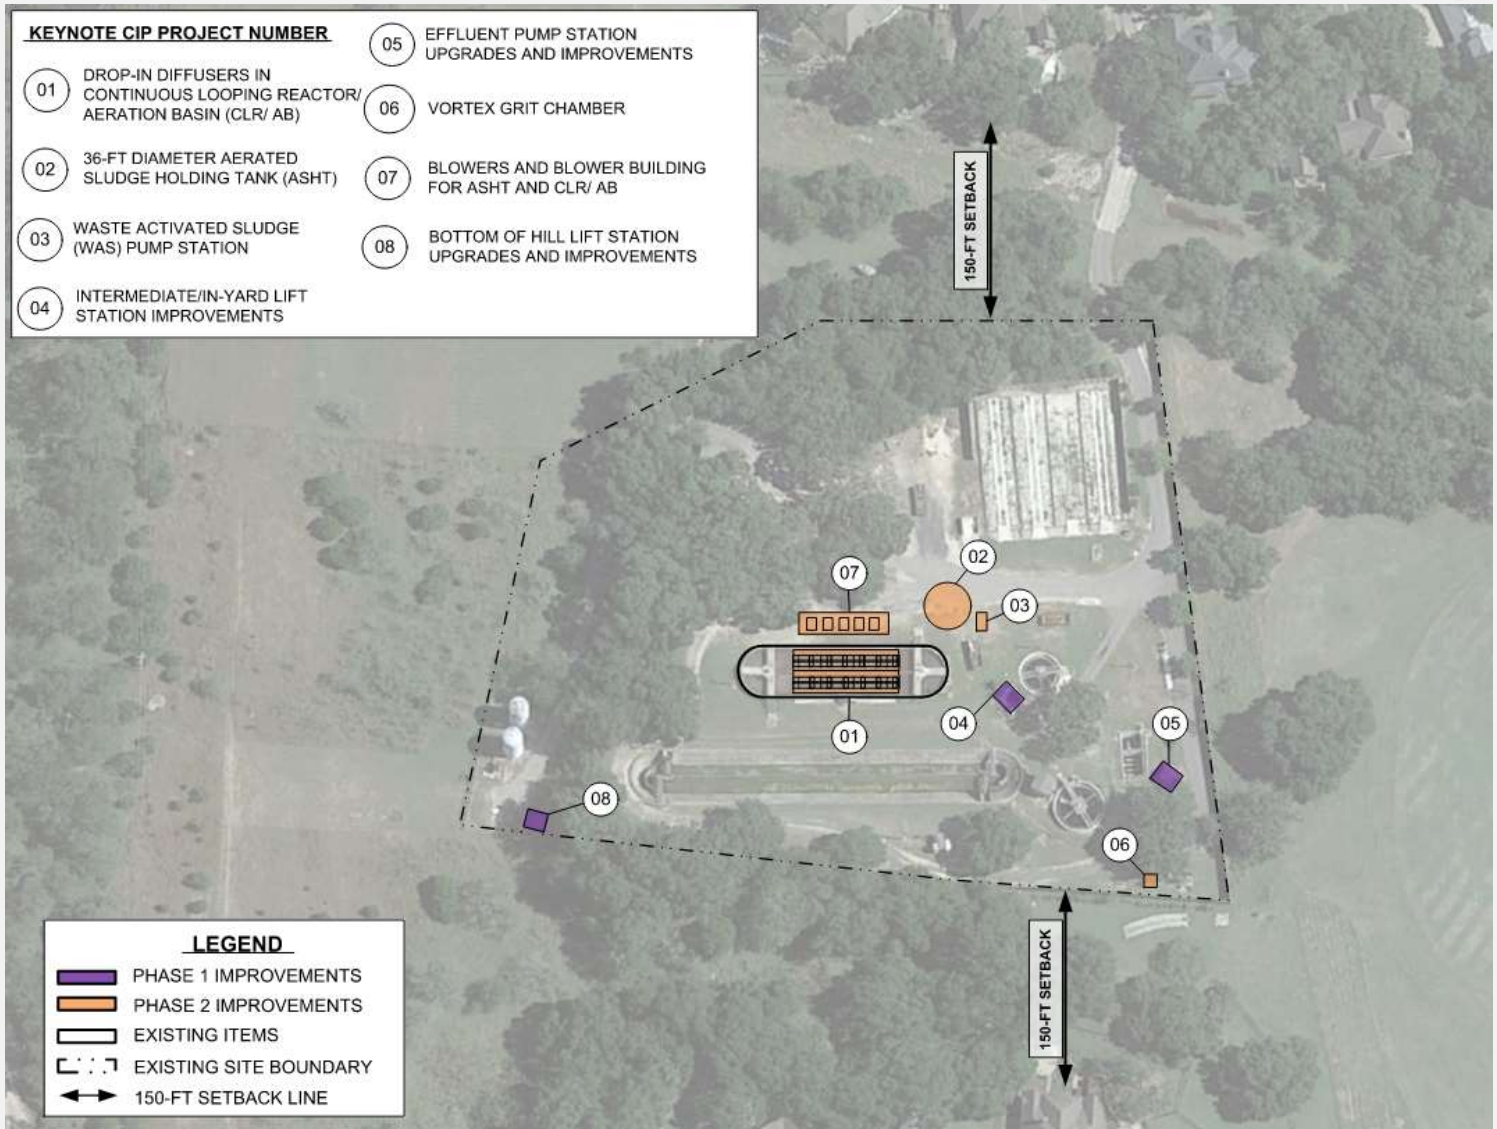 KEYNOTE CIP PROJECT NUMBER
01
DROP-IN DIFFUSERS IN
CONTINUOUS LOOPING REACTOR/
AERATION BASIN (CLR/ AB)
02
36-FT DIAMETER AERATED
SLUDGE HOLDING TANK (ASHT)
03
WASTE ACTIVATED SLUDGE
(WAS) PUMP STATION
04
INTERMEDIATE/IN-YARD LIFT
STATION IMPROVEMENTS
05
EFFLUENT PUMP STATION
UPGRADES AND IMPROVEMENTS
06
VORTEX GRIT CHAMBER
07
BLOWERS AND BLOWER BUILDING
FOR ASHT AND CLR/ AB
08
BOTTOM OF HILL LIFT STATION
UPGRADES AND IMPROVEMENTS
150-FT SETBACK
02
07
03
04
05
01
08
06
150-FT SETBACK
LEGEND
PHASE 1 IMPROVEMENTS
PHASE 2 IMPROVEMENTS
EXISTING ITEMS
EXISTING SITE BOUNDARY
150-FT SETBACK LINE